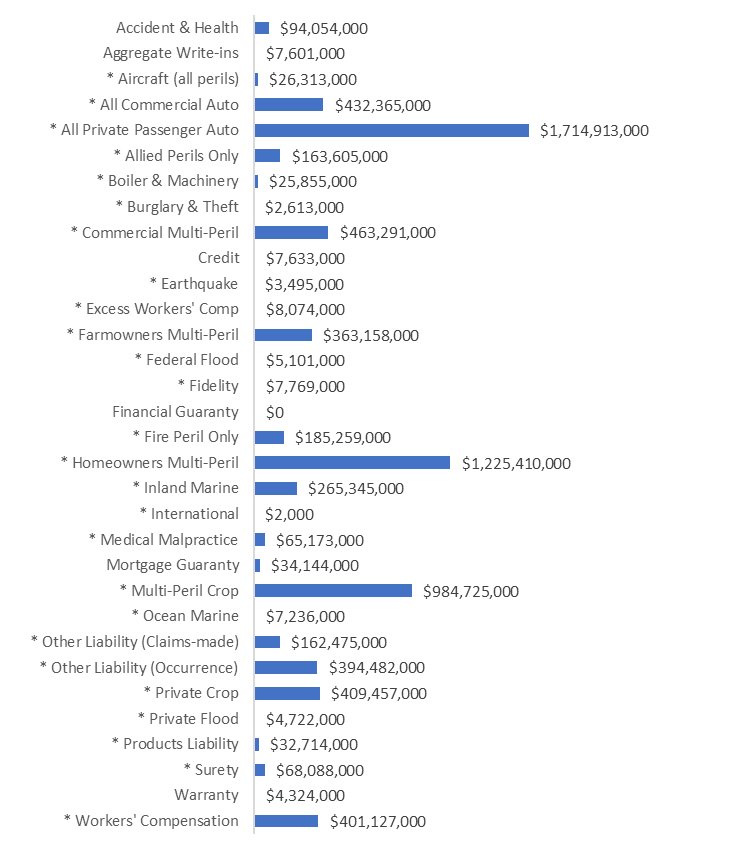 Accident & Health $94,054,000
Aggregate Write-ins $7,601,000
* Aircraft (all perils) $26,313,000
* All Commercial Auto $432,365,000
* All Private Passenger Auto $1,714,913,000
* Allied Perils Only $163,605,000
* Boiler & Machinery $25,855,000
* Burglary & Theft $2,613,000
* Commercial Multi-Peril $463,291,000
Credit $7,633,000
* Earthquake $3,495,000
* Excess Workers' Comp $8,074,000
* Farmowners Multi-Peril $363,158,000
* Federal Flood $5,101,000
* Fidelity $7,769,000
Financial Guaranty $0
* Fire Peril Only $185,259,000
* Homeowners Multi-Peril $1,225,410,000
* Inland Marine $265,345,000
* International $2,000
* Medical Malpractice $65,173,000
Mortgage Guaranty $34,144,000
* Multi-Peril Crop $984,725,000
* Ocean Marine $7,236,000
* Other Liability (Claims-made) $162,475,000
* Other Liability (Occurrence) $394,482,000
* Private Crop $409,457,000
* Private Flood $4,722,000
* Products Liability $32,714,000
* Surety $68,088,000
Warranty $4,324,000
* Workers' Compensation $401,127,000